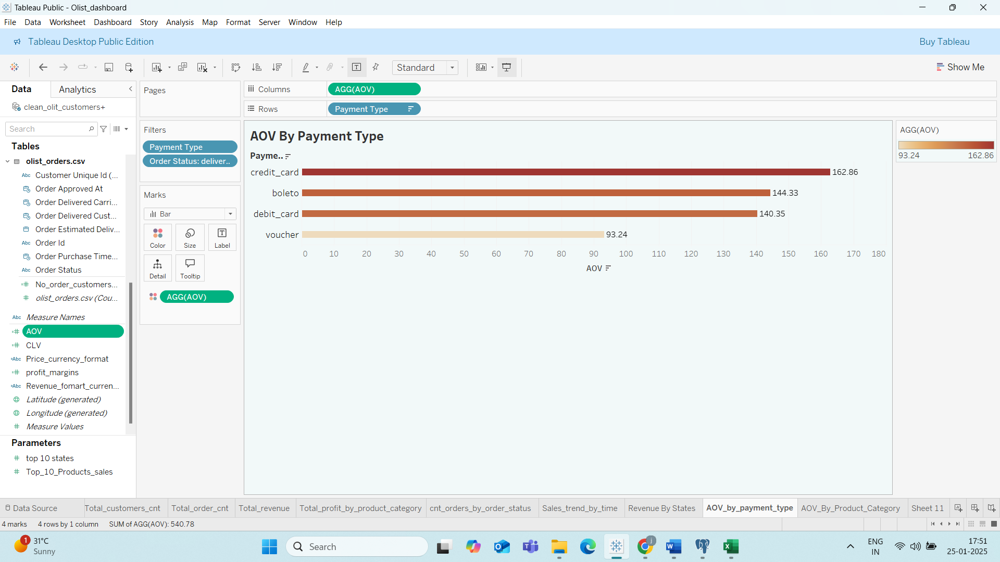 Tableau Public - Olist_dashboard
File Data Worksheet Dashboard Story Analysis Map Format Server Window Help
Tableau Desktop Public Edition
Buy Tableau
Standard
Show Me
Data
Analytics
clean_olit_customers+
Search
Tables
olist_orders.csv
Abc Customer Unique Id (...
Order Approved At
Order Delivered Carri...
Order Delivered Cust...
Order Estimated Deliv...
Abc Order Id
Order Purchase Time...
Abc Order Status
=# No_order_customers...
# olist_orders.csv (Cou...
Abc Measure Names
=# AOV
=# CLV
=Abc Price_currency_format
=# profit_margins
=Abc Revenue_fomart_curren...
Latitude (generated)
Longitude (generated)
# Measure Values
Parameters
# top 10 states
# Top_10_Products_sales
Pages
Filters
Payment Type
Order Status: deliver..
Marks
Bar
Color
Size
Label
Detail
Tooltip
AGG(AOV)
Columns
AGG(AOV)
Rows
Payment Type
AOV By Payment Type
Payme..
credit_card 162.86
boleto 144.33
debit_card 140.35
voucher 93.24
0 10 20 30 40 50 60 70 80 90 100 110 120 130 140 150 160 170 180
AOV
AGG(AOV)
93.24 162.86
Data Source Total_customers_cnt Total_order_cnt Total_revenue Total_profit_by_product_category cnt_orders_by_order_status Sales_trend_by_time Revenue By States AOV_by_payment_type AOV_By_Product_Category Sheet 11
4 marks 4 rows by 1 column SUM of AGG(AOV): 540.78
1
31°C
Sunny
Search
j
ENG
IN
17:51
25-01-2025